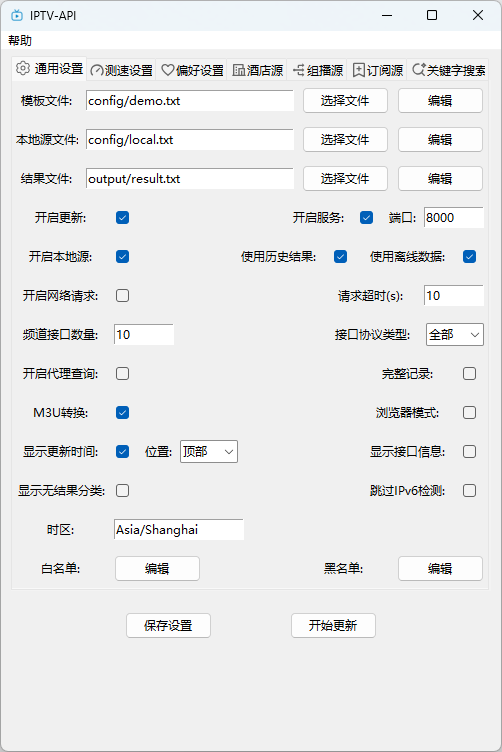 IPTV-API
帮助
通用设置 测速设置 偏好设置 酒店源 组播源 订阅源 关键字搜索
模板文件: config/demo.txt 选择文件 编辑
本地源文件: config/local.txt 选择文件 编辑
结果文件: output/result.txt 选择文件 编辑
开启更新: 开启服务: 端口: 8000
开启本地源: 使用历史结果: 使用离线数据:
开启网络请求: 请求超时(s): 10
频道接口数量: 10 接口协议类型: 全部
开启代理查询: 完整记录:
M3U转换: 浏览器模式:
显示更新时间: 位置: 顶部 显示接口信息:
显示无结果分类: 跳过IPv6检测:
时区: Asia/Shanghai
白名单: 编辑 黑名单: 编辑
保存设置 开始更新